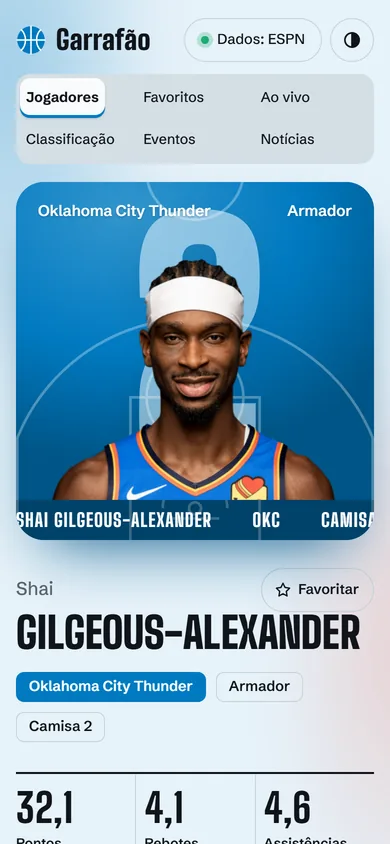 Garrafão
Dados: ESPN
Jogadores Favoritos Ao vivo
Classificação Eventos Notícias
Oklahoma City Thunder Armador
SHAI GILGEOUS-ALEXANDER OKC CAMISA
Shai
Favoritar
GILGEOUS-ALEXANDER
Oklahoma City Thunder Armador
Camisa 2
32,1 4,1 4,6
Pontos Rebotes Assistências